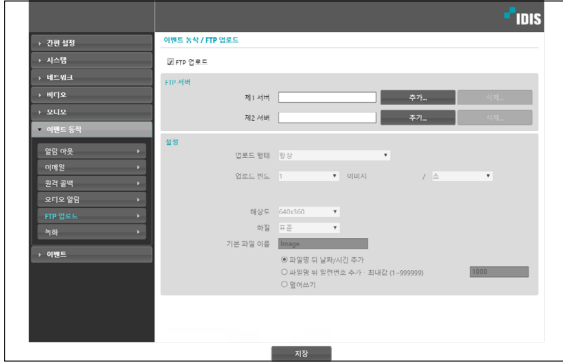 IDIS
간편 설정
시스템
네트워크
비디오
오디오
이벤트 동작
알람 아웃
이메일
원격 콜백
오디오 알람
FTP 업로드
녹화
이벤트
이벤트 동작 / FTP 업로드
FTP 업로드
FTP 서버
제1 서버 추가... 삭제...
제2 서버 추가... 삭제...
설정
업로드 형태 항상
업로드 빈도 1 이미지 / 초
해상도 640x360
화질 표준
기본 파일 이름 Image
파일명 뒤 날짜/시간 추가
파일명 뒤 일련번호 추가 - 최대값 (1~999999) 1000
덮어쓰기
저장